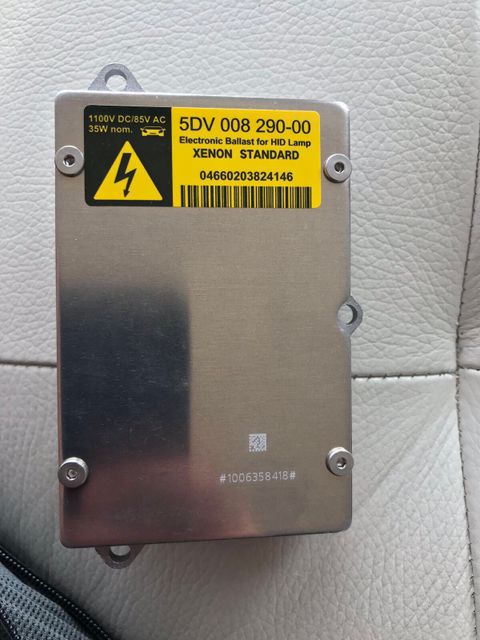 1100V DC/85V AC
35W nom.
5DV 008 290-00
Electronic Ballast for HID Lamp
XENON STANDARD
04660203824146
#1006358418#